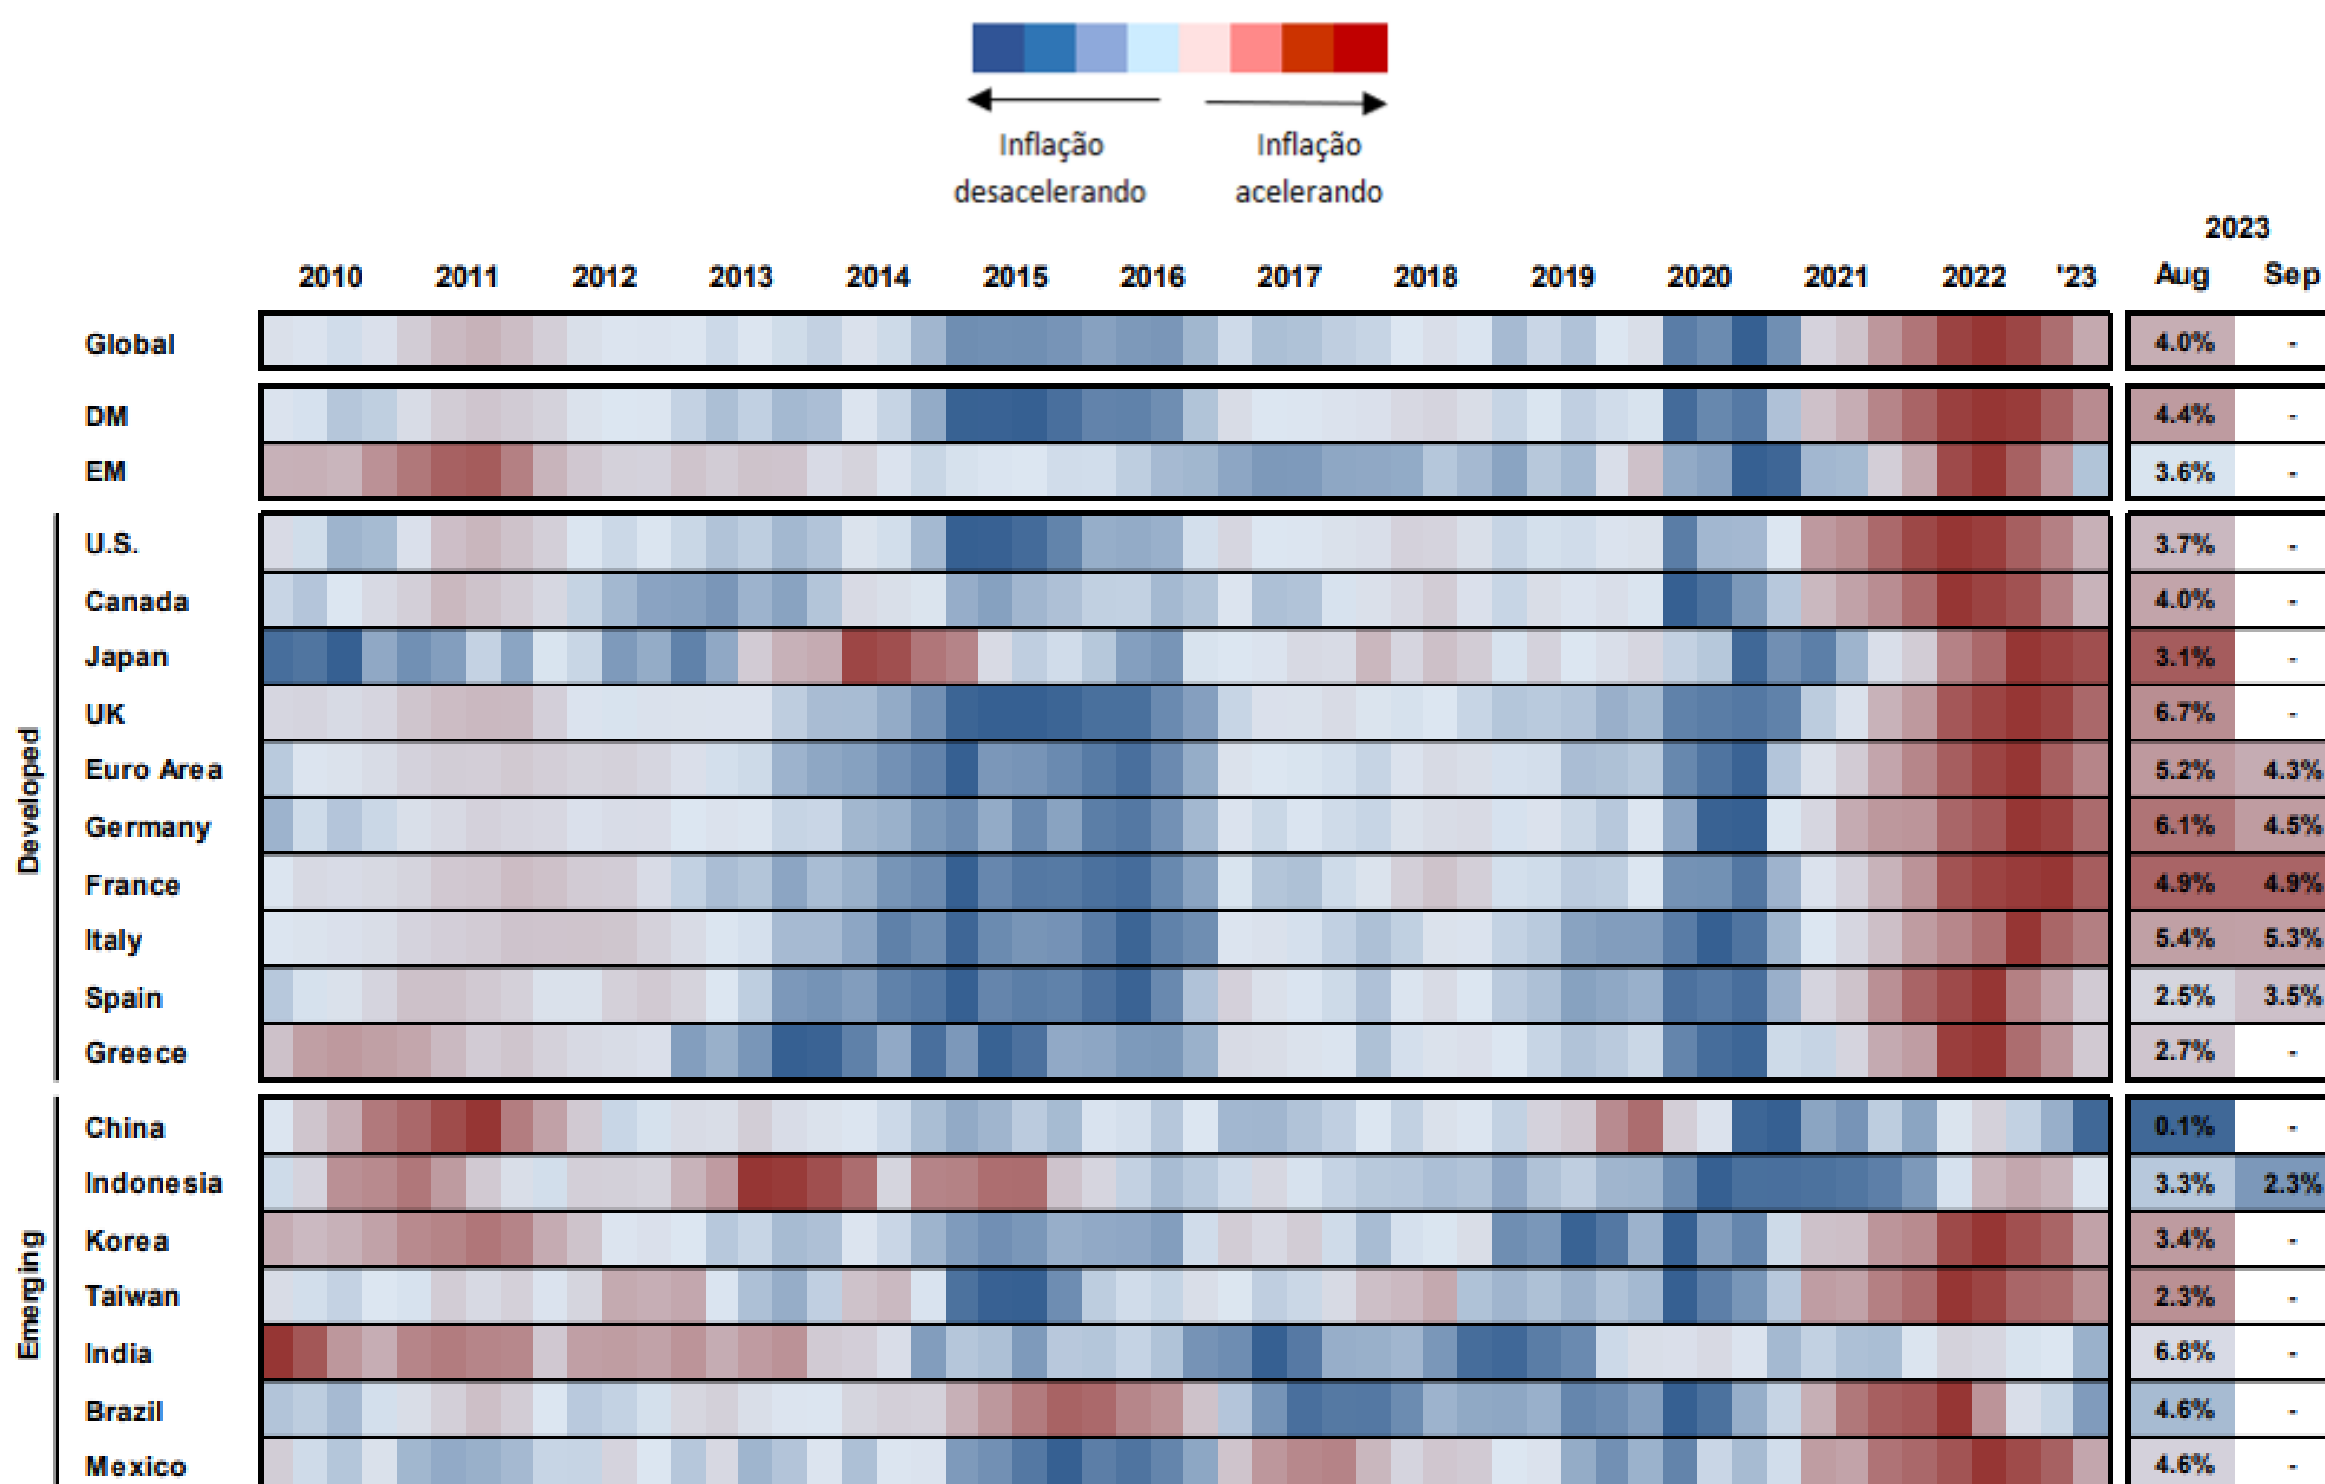 Inflação desacelerando
Inflação acelerando
2023
2010 2011 2012 2013 2014 2015 2016 2017 2018 2019 2020 2021 2022 '23 Aug Sep
Global 4.0% -
DM 4.4% -
EM 3.6% -
Developed
U.S. 3.7% -
Canada 4.0% -
Japan 3.1% -
UK 6.7% -
Euro Area 5.2% 4.3%
Germany 6.1% 4.5%
France 4.9% 4.9%
Italy 5.4% 5.3%
Spain 2.5% 3.5%
Greece 2.7% -
Emerging
China 0.1% -
Indonesia 3.3% 2.3%
Korea 3.4% -
Taiwan 2.3% -
India 6.8% -
Brazil 4.6% -
Mexico 4.6% -